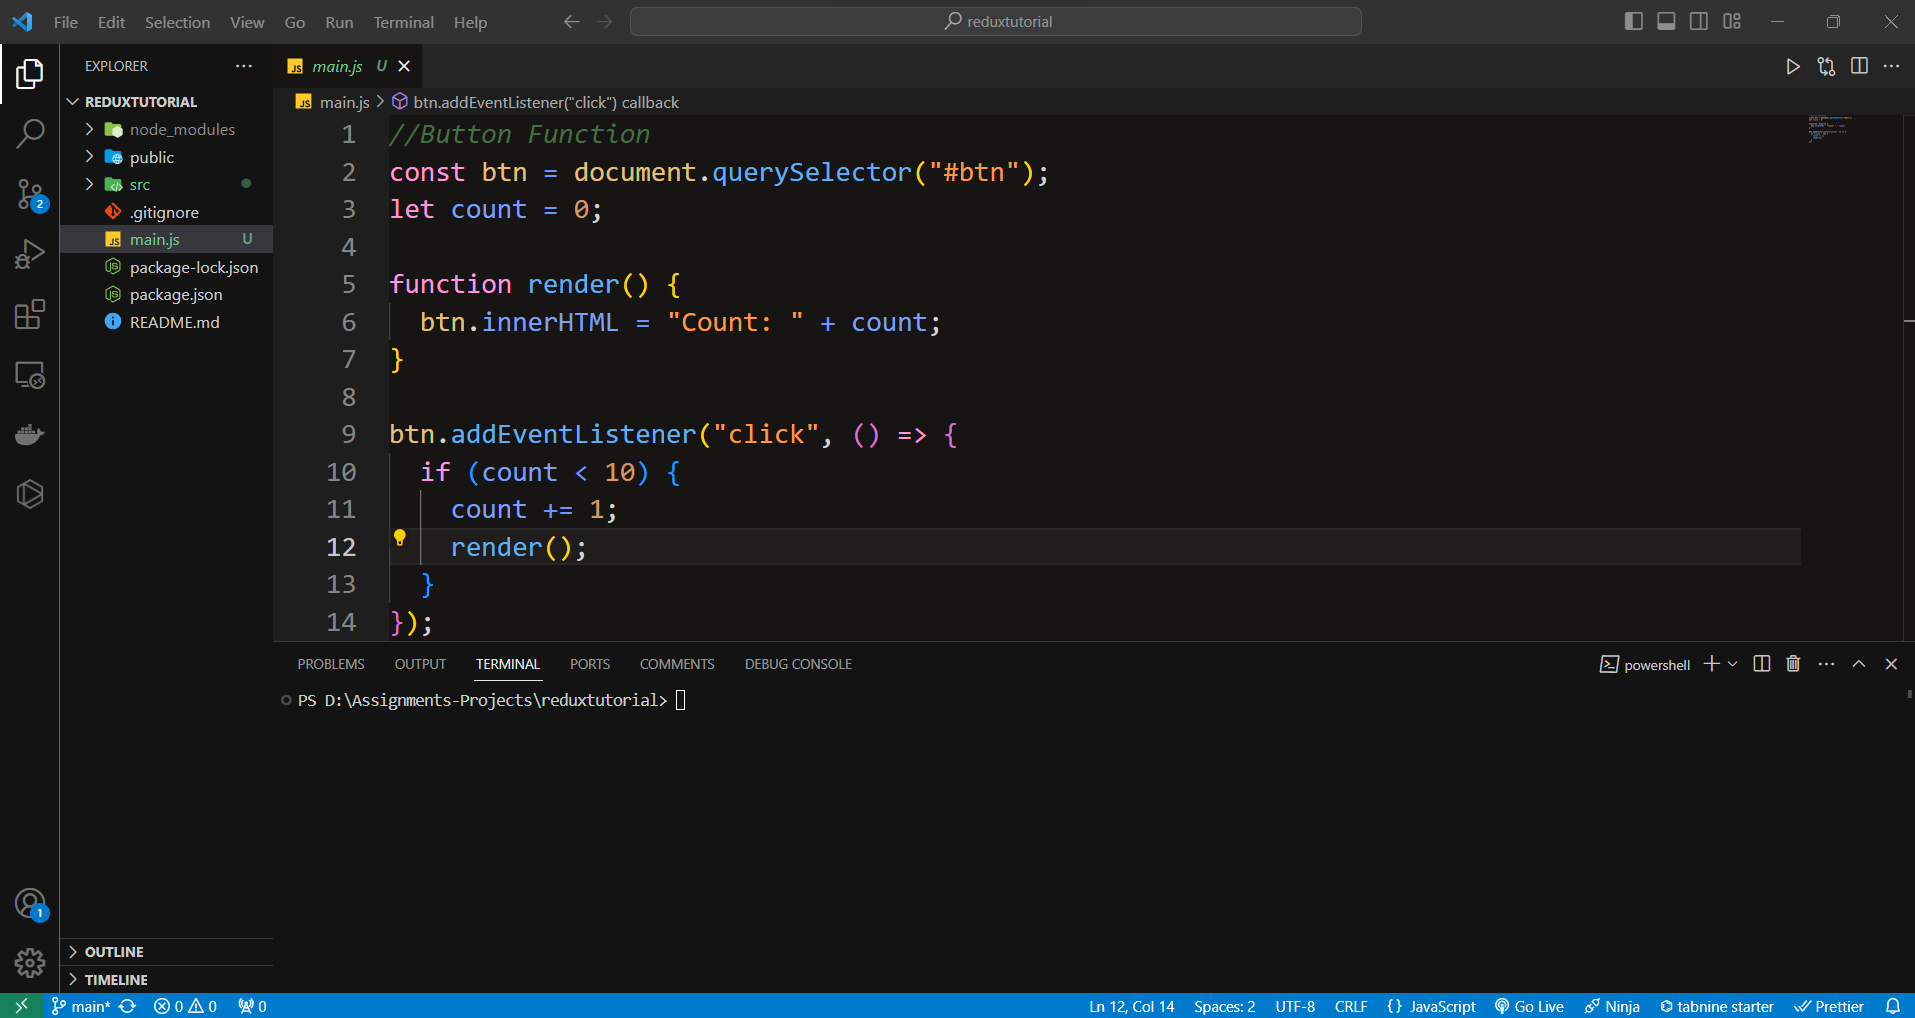 File Edit Selection View Go Run Terminal Help
reduxtutorial
EXPLORER
REDUXTUTORIAL
node_modules
public
src
.gitignore
main.js U
package-lock.json
package.json
README.md
OUTLINE
TIMELINE
2
1
main.js U
main.js > btn.addEventListener("click") callback
1 //Button Function
2 const btn = document.querySelector("#btn");
3 let count = 0;
4
5 function render() {
6 btn.innerHTML = "Count: " + count;
7 }
8
9 btn.addEventListener("click", () => {
10 if (count < 10) {
11 count += 1;
12 render();
13 }
14 });
PROBLEMS OUTPUT TERMINAL PORTS COMMENTS DEBUG CONSOLE
powershell
PS D:\Assignments-Projects\reduxtutorial>
main* 0 0 0 Ln 12, Col 14 Spaces: 2 UTF-8 CRLF {} JavaScript Go Live Ninja tabnine starter Prettier